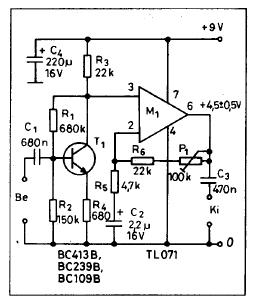 +9V
+ C4
220µ
16V
R3
22k
R1
680k
C1
680n
T1
3
2
7
6
4
M1
+4,5±0,5V
R6
22k
P1
100k
R5
4,7k
C3
470n
Be
Ki
R2
150k
R4
680
+ C2
2,2µ
16V
0
BC413B,
BC239B,
BC109B
TL071